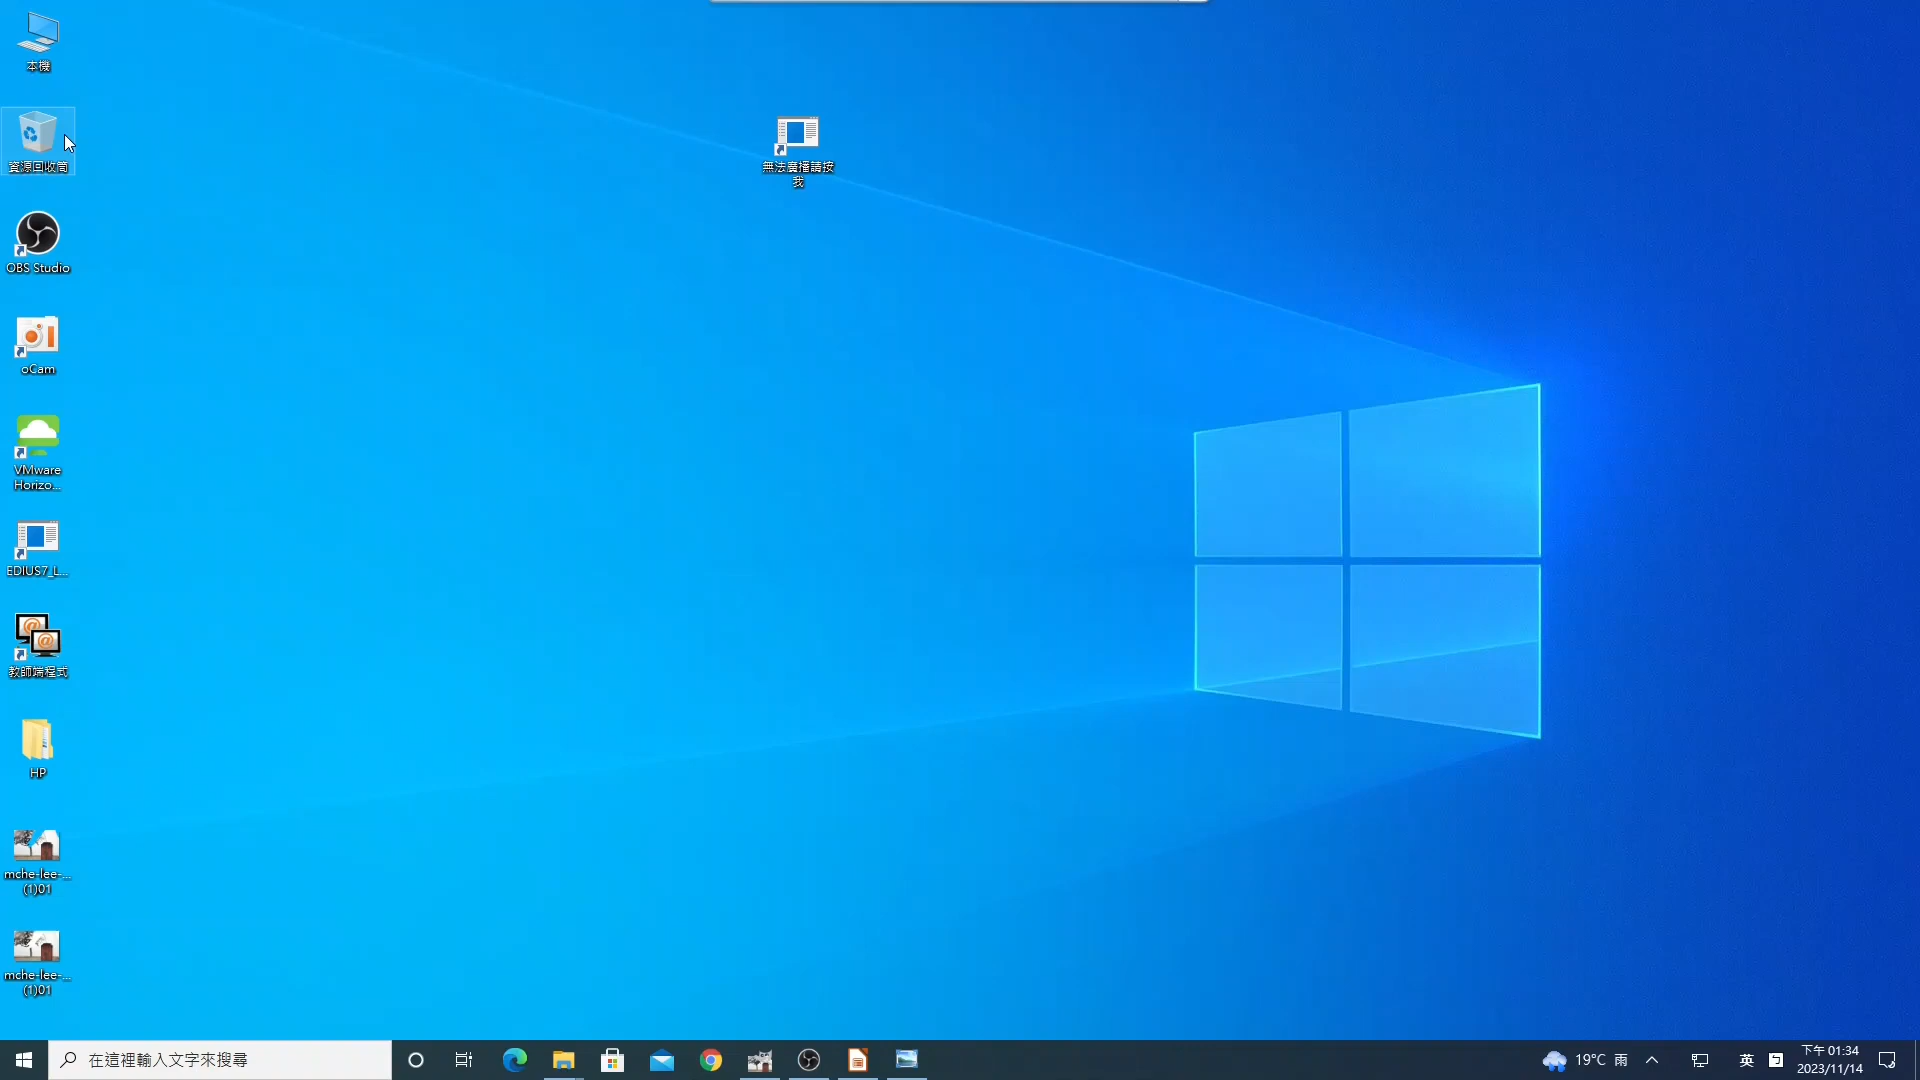 本機
資源回收筒
OBS Studio
oCam
VMware
Horizo...
EDIUS7_L...
教師端程式
HP
mche-lee-...
(1)01
mche-lee-...
(1)01
無法廣播請按
我
在這裡輸入文字來搜尋
19°C 雨
英
下午 01:34
2023/11/14